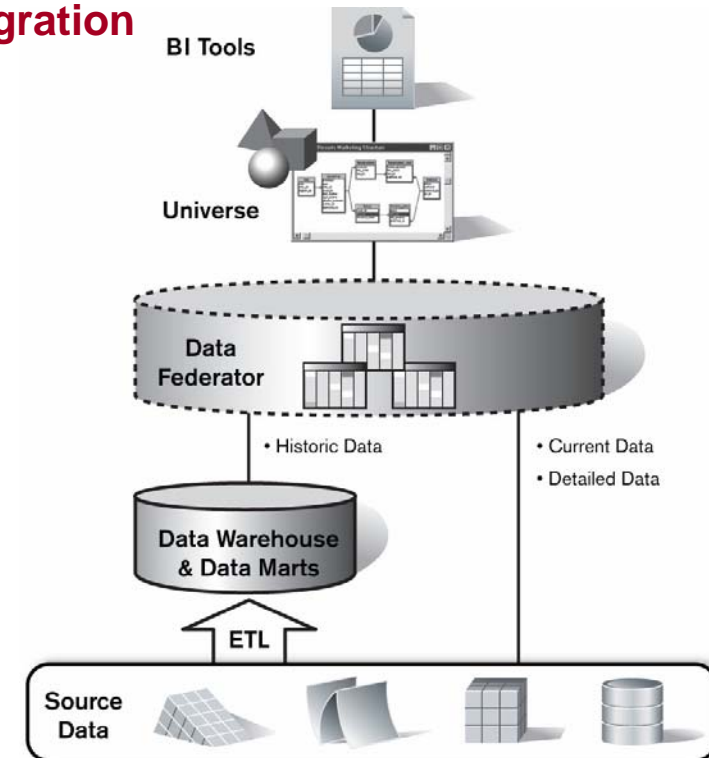 gration
BI Tools
Universe
Data
Federator
• Historic Data
• Current Data
• Detailed Data
Data Warehouse
& Data Marts
ETL
Source
Data